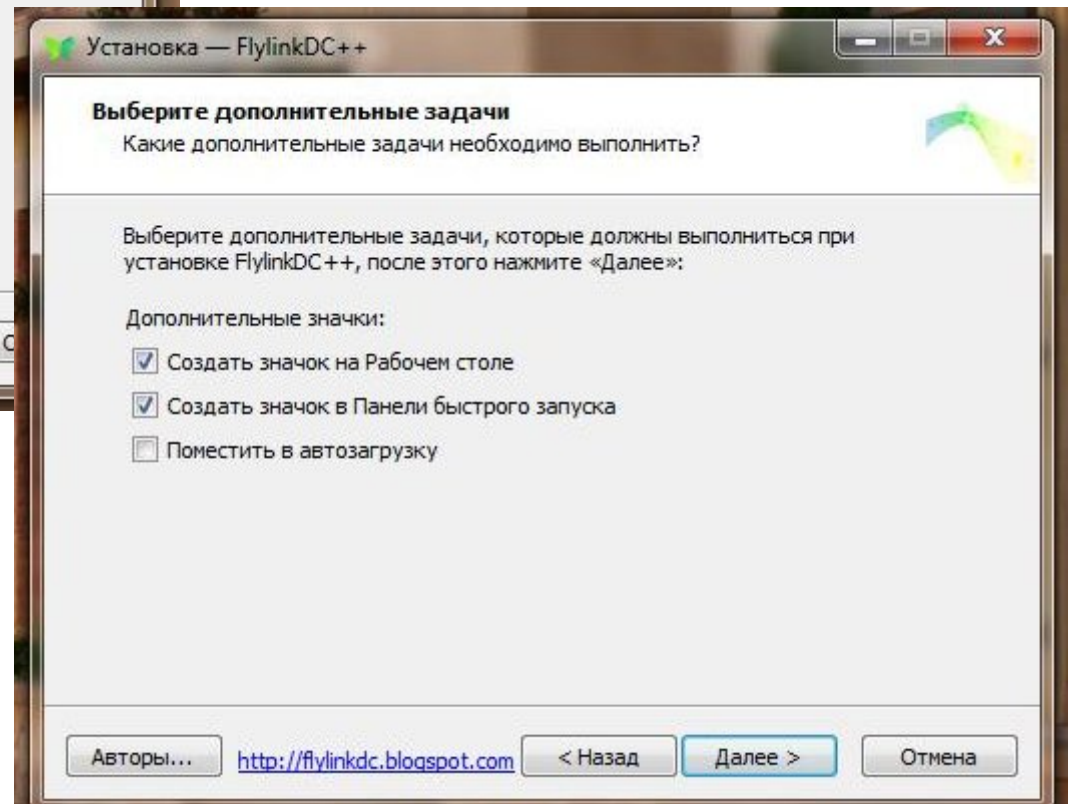 Установка — FlylinkDC++
Выберите дополнительные задачи
Какие дополнительные задачи необходимо выполнить?
Выберите дополнительные задачи, которые должны выполниться при
установке FlylinkDC++, после этого нажмите «Далее»:
Дополнительные значки:
Создать значок на Рабочем столе
Создать значок в Панели быстрого запуска
Поместить в автозагрузку
Авторы... http://flylinkdc.blogspot.com < Назад Далее > Отмена